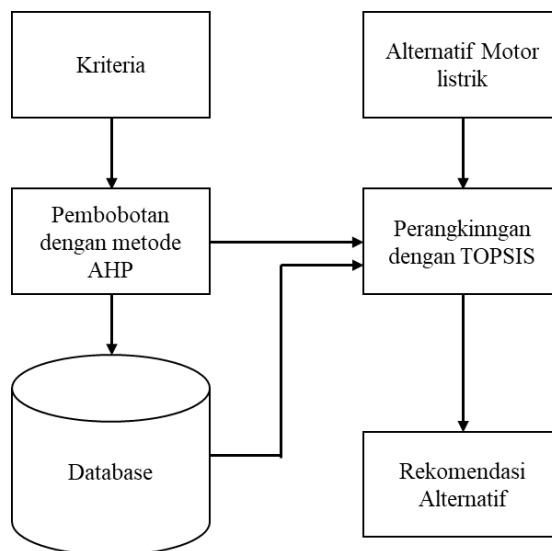 Kriteria
Alternatif Motor
listrik
Pembobotan
dengan metode
AHP
Perangkinngan
dengan TOPSIS
Database
Rekomendasi
Alternatif